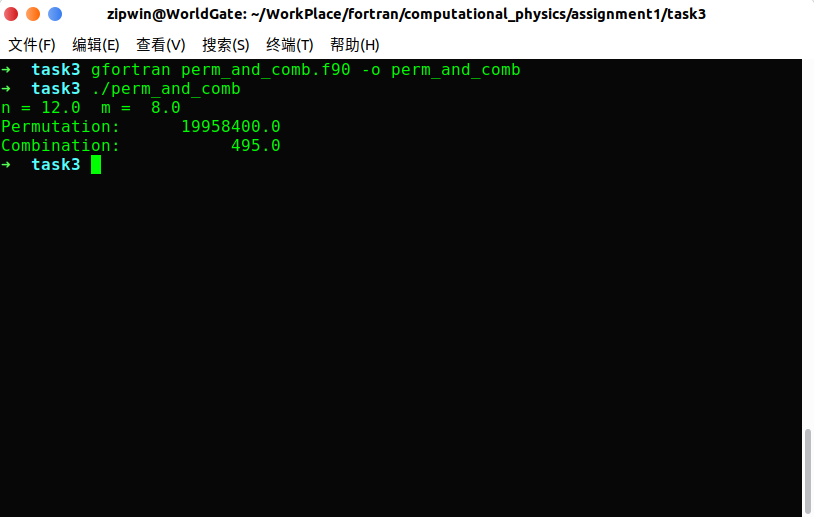 zipwin@WorldGate: ~/WorkPlace/fortran/computational_physics/assignment1/task3
文件(F) 编辑(E) 查看(V) 搜索(S) 终端(T) 帮助(H)
➜  task3 gfortran perm_and_comb.f90 -o perm_and_comb
➜  task3 ./perm_and_comb
n = 12.0  m =  8.0
Permutation:      19958400.0
Combination:           495.0
➜  task3